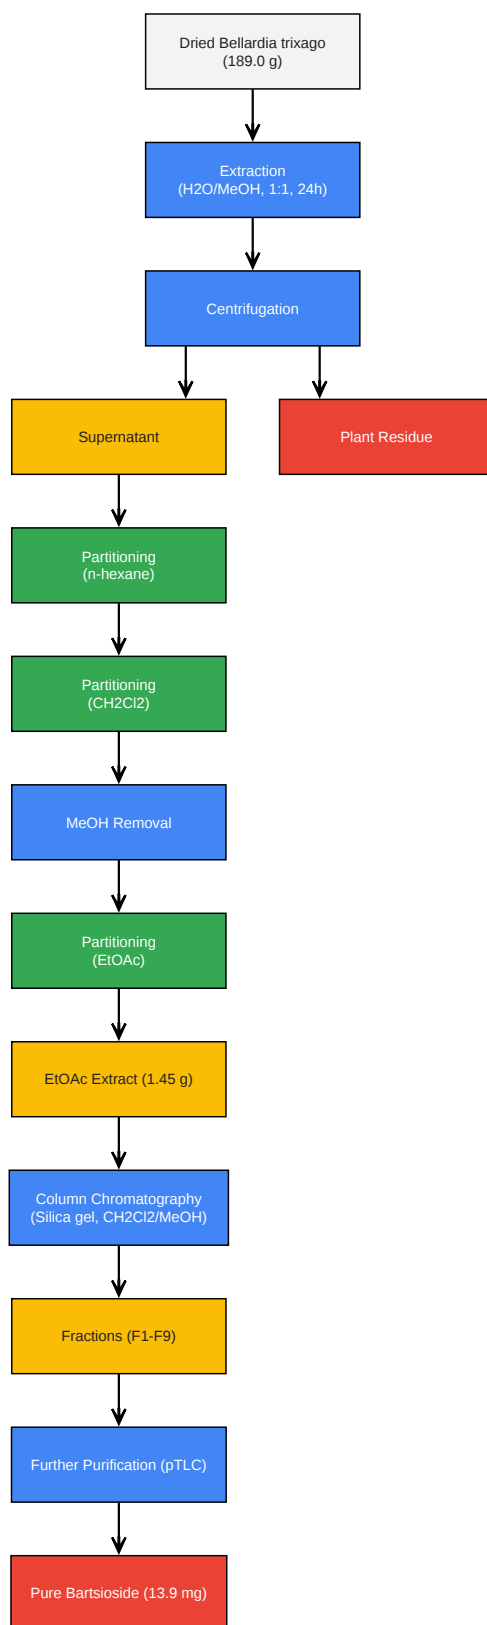 Dried Bellardia trixago
(189.0 g)
Extraction
(H2O/MeOH, 1:1, 24h)
Centrifugation
Supernatant
Plant Residue
Partitioning
(n-hexane)
Partitioning
(CH2Cl2)
MeOH Removal
Partitioning
(EtOAc)
EtOAc Extract (1.45 g)
Column Chromatography
(Silica gel, CH2Cl2/MeOH)
Fractions (F1-F9)
Further Purification (pTLC)
Pure Bartsioside (13.9 mg)